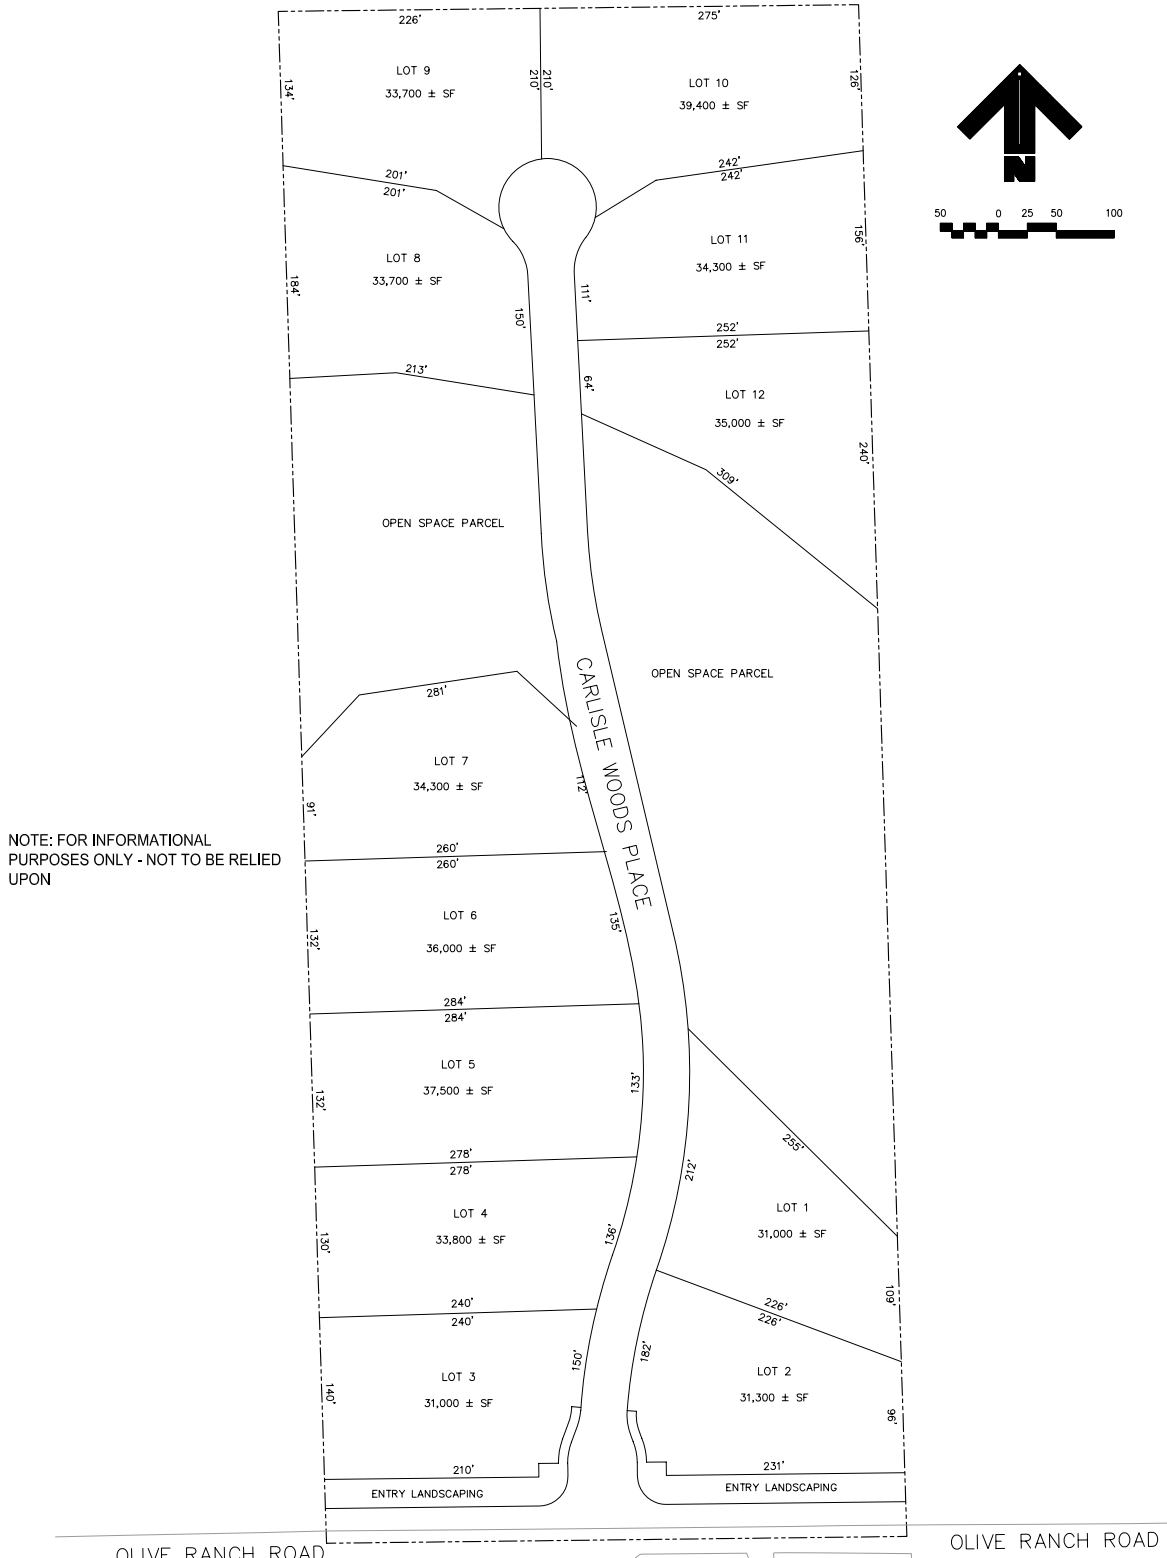 226'
275'
134'
LOT 9
33,700 ± SF
210'
210'
LOT 10
39,400 ± SF
126'
N
50 0 25 50 100
201'
201'
242'
242'
184'
LOT 8
33,700 ± SF
150'
111'
LOT 11
34,300 ± SF
156'
252'
252'
213'
64'
LOT 12
35,000 ± SF
240'
309'
OPEN SPACE PARCEL
OPEN SPACE PARCEL
CARLISLE WOODS PLACE
281'
LOT 7
34,300 ± SF
112'
91'
NOTE: FOR INFORMATIONAL
PURPOSES ONLY - NOT TO BE RELIED
UPON
260'
260'
LOT 6
36,000 ± SF
132'
135'
284'
284'
LOT 5
37,500 ± SF
132'
133'
255'
278'
278'
212'
LOT 4
33,800 ± SF
130'
136'
LOT 1
31,000 ± SF
109'
240'
240'
226'
226'
LOT 3
31,000 ± SF
140'
150'
182'
LOT 2
31,300 ± SF
96'
210'
231'
ENTRY LANDSCAPING
ENTRY LANDSCAPING
OLIVE RANCH ROAD
OLIVE RANCH ROAD